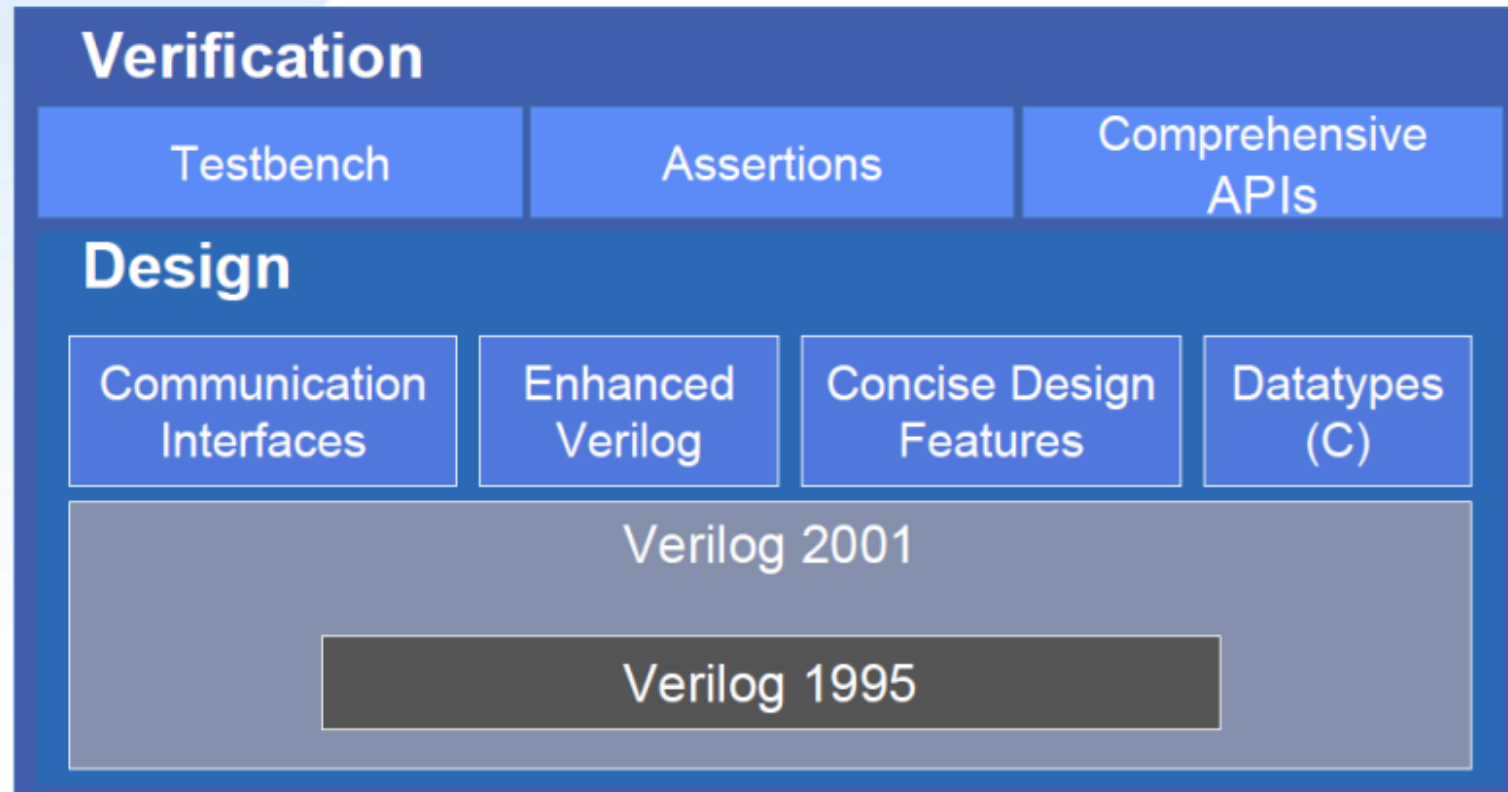 Verification
Testbench
Assertions
Comprehensive
APIs
Design
Communication
Interfaces
Enhanced
Verilog
Concise Design
Features
Datatypes
(C)
Verilog 2001
Verilog 1995